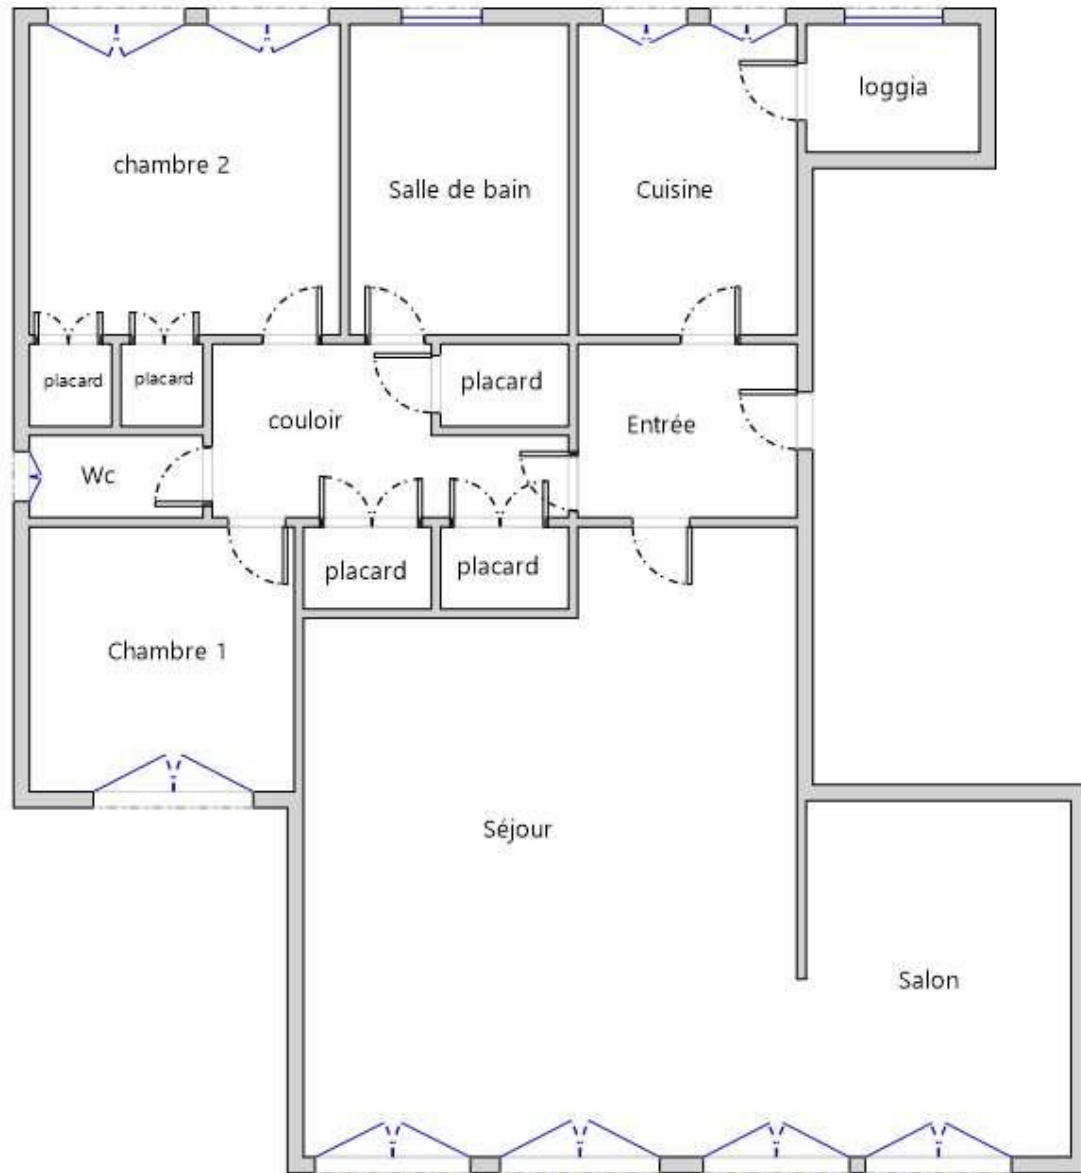 loggia
chambre 2
Salle de bain
Cuisine
placard
placard
placard
couloir
Entrée
Wc
placard
placard
Chambre 1
Séjour
Salon